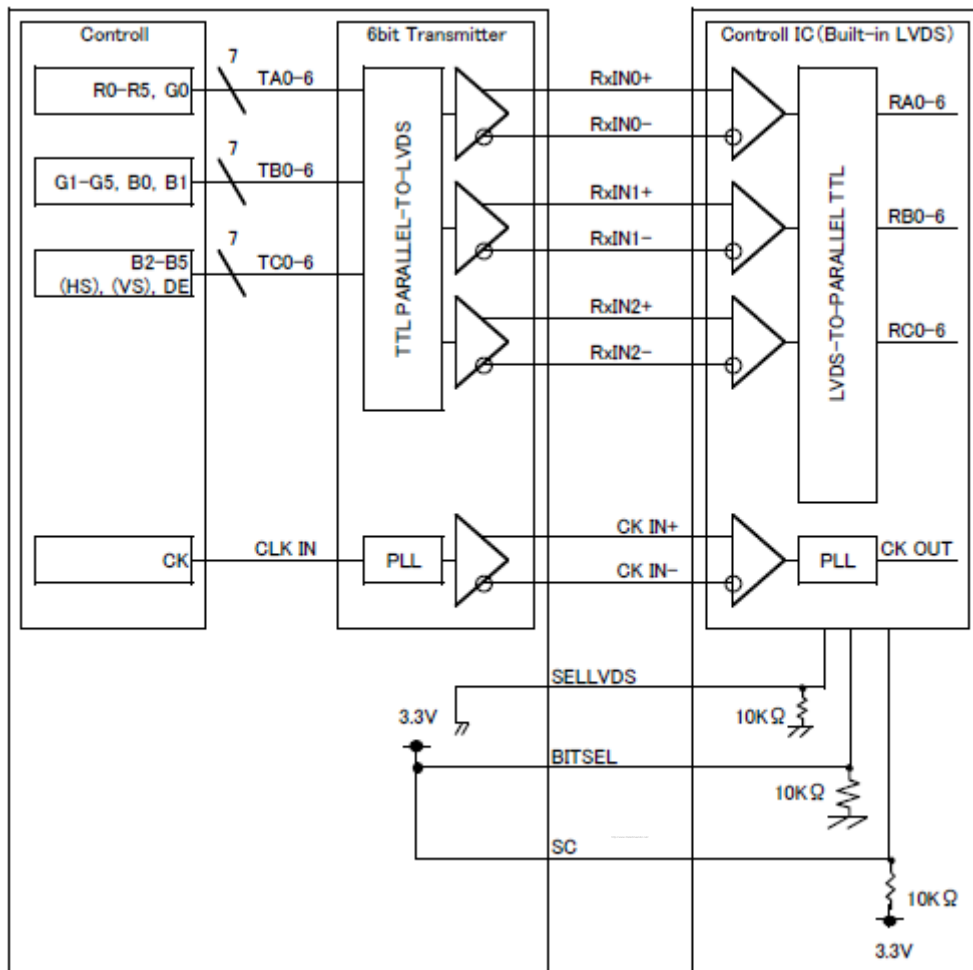 Controll
6bit Transmitter
Controll IC(Built-in LVDS)
7
R0-R5, G0
TA0-6
RxIN0+
RA0-6
RxIN0-
7
G1-G5, B0, B1
TB0-6
RxIN1+
RB0-6
RxIN1-
7
B2-B5
(HS), (VS), DE
TC0-6
RxIN2+
RC0-6
RxIN2-
TTL PARALLEL-TO-LVDS
LVDS-TO-PARALLEL TTL
CK
CLK IN
PLL
CK IN+
CK IN-
PLL
CK OUT
SELLVDS
10KΩ
3.3V
BITSEL
10KΩ
SC
10KΩ
3.3V